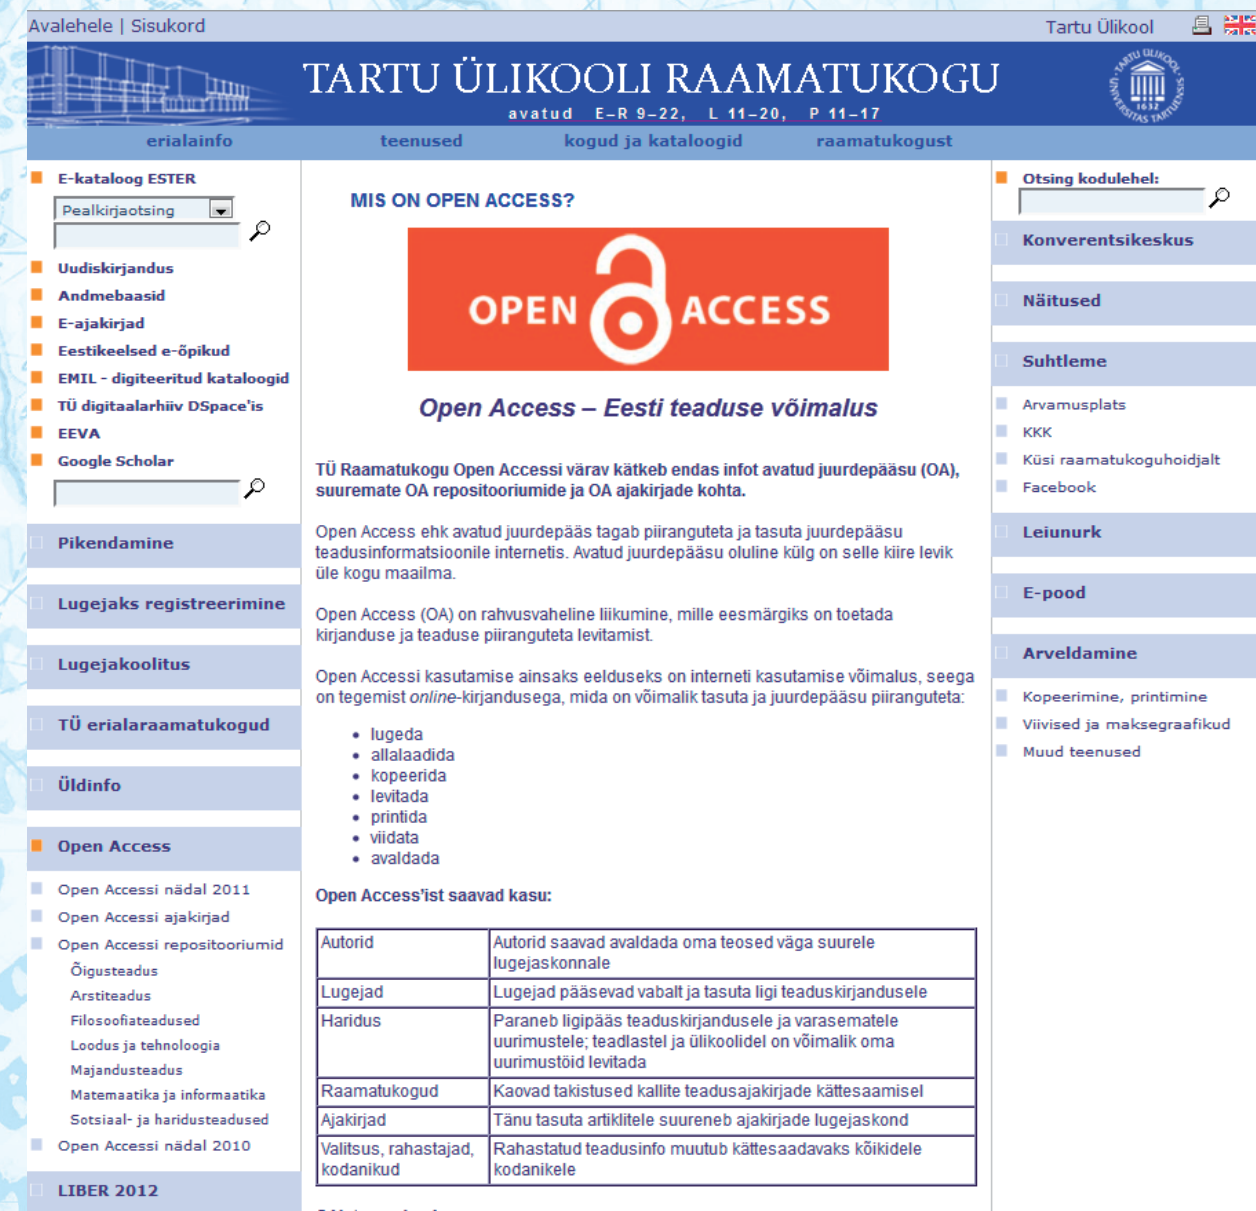 Avalehele | Sisukord
Tartu Ülikool
TARTU ÜLIKOOLI RAAMATUKOGU
avatud E–R 9–22, L 11–20, P 11–17
erialainfo
teenused
kogud ja kataloogid
raamatukogust
E-kataloog ESTER
Pealkirjaotsing
Uudiskirjandus
Andmebaasid
E-ajakirjad
Eestikeelsed e-õpikud
EMIL - digiteeritud kataloogid
TÜ digitaalarhiiv DSpace'is
EEVA
Google Scholar
Pikendamine
Lugejaks registreerimine
Lugejakoolitus
TÜ erialaraamatukogud
Üldinfo
Open Access
Open Accessi nädal 2011
Open Accessi ajakirjad
Open Accessi repositooriumid
Õigusteadus
Arstiteadus
Filosoofiateadused
Loodus ja tehnoloogia
Majandusteadus
Matemaatika ja informaatika
Sotsiaal- ja haridusteadused
Open Accessi nädal 2010
LIBER 2012
MIS ON OPEN ACCESS?
OPEN ACCESS
Open Access – Eesti teaduse võimalus
TÜ Raamatukogu Open Accessi värav kätkeb endas infot avatud juurdepääsu (OA),
suuremate OA repositooriumide ja OA ajakirjade kohta.
Open Access ehk avatud juurdepääs tagab piiranguteta ja tasuta juurdepääsu
teadusinformatsioonile internetis. Avatud juurdepääsu oluline külg on selle kiire levik
üle kogu maailma.
Open Access (OA) on rahvusvaheline liikumine, mille eesmärgiks on toetada
kirjanduse ja teaduse piiranguteta levitamist.
Open Accessi kasutamise ainsaks eelduseks on interneti kasutamise võimalus, seega
on tegemist online-kirjandusega, mida on võimalik tasuta ja juurdepääsu piiranguteta:
• lugeda
• allalaadida
• kopeerida
• levitada
• printida
• viidata
• avaldada
Open Access'ist saavad kasu:
Autorid
Autorid saavad avaldada oma teosed väga suurele
lugejaskonnale
Lugejad
Lugejad pääsevad vabalt ja tasuta ligi teaduskirjandusele
Haridus
Paraneb ligipääs teaduskirjandusele ja varasematele
uurimustele; teadlastel ja ülikoolidel on võimalik oma
uurimustöid levitada
Raamatukogud
Kaovad takistused kallite teadusajakirjade kättesaamisel
Ajakirjad
Tänu tasuta artiklitele suureneb ajakirjade lugejaskond
Valitsus, rahastajad,
kodanikud
Rahastatud teadusinfo muutub kättesaadavaks kõikidele
kodanikele
Otsing kodulehel:
Konverentsikeskus
Näitused
Suhtleme
Arvamusplats
KKK
Küsi raamatukoguhoidjalt
Facebook
Leiunurk
E-pood
Arveldamine
Kopeerimine, printimine
Viivised ja maksegraafikud
Muud teenused